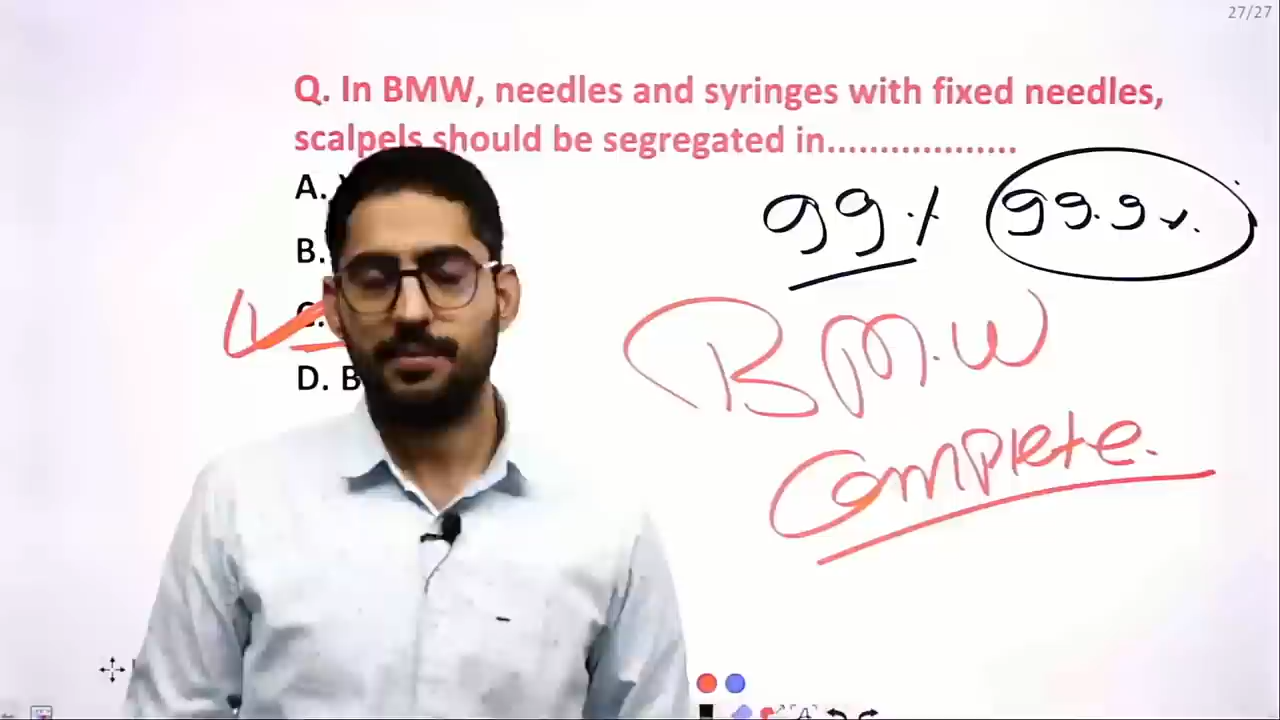 27/27
Q. In BMW, needles and syringes with fixed needles,
scalpels should be segregated in..................
A.
B.
C.
D. B
99% 99.9%.
BMW
Complete.